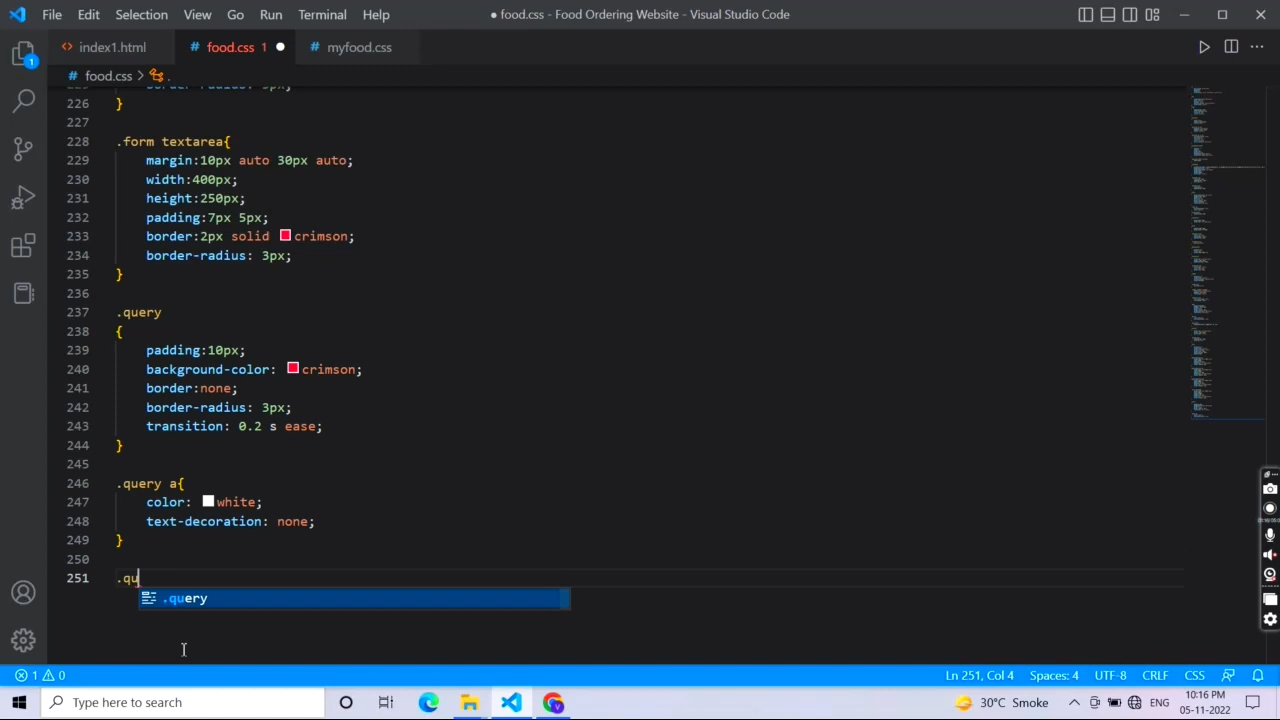 File Edit Selection View Go Run Terminal Help ● food.css - Food Ordering Website - Visual Studio Code
<> index1.html # food.css 1 ● # myfood.css
# food.css > .
226 }
227
228 .form textarea{
229 margin:10px auto 30px auto;
230 width:400px;
231 height:250px;
232 padding:7px 5px;
233 border:2px solid crimson;
234 border-radius: 3px;
235 }
236
237 .query
238 {
239 padding:10px;
240 background-color: crimson;
241 border:none;
242 border-radius: 3px;
243 transition: 0.2 s ease;
244 }
245
246 .query a{
247 color: white;
248 text-decoration: none;
249 }
250
251 .qu
.query
1 0 Ln 251, Col 4 Spaces: 4 UTF-8 CRLF CSS
Type here to search 30°C Smoke ENG 10:16 PM
05-11-2022
1